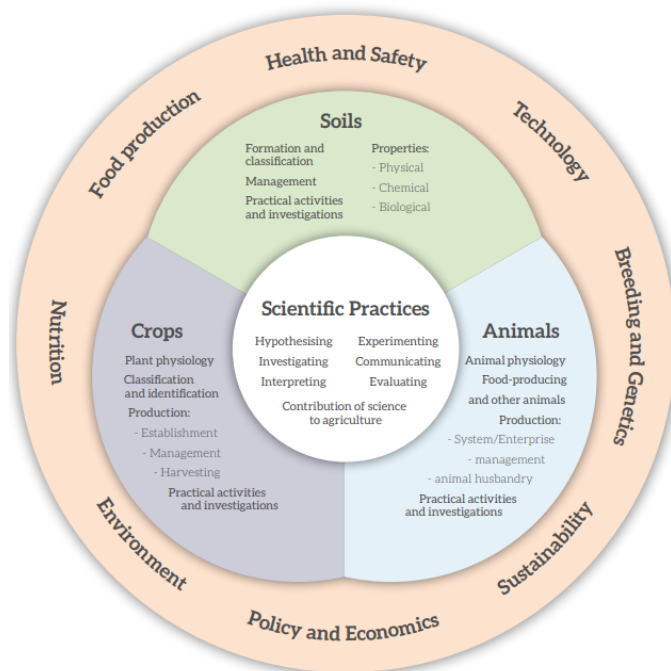 Health and Safety
Technology
Breeding and Genetics
Sustainability
Policy and Economics
Environment
Nutrition
Food production
Soils
Formation and
classification
Management
Practical activities
and investigations
Properties:
- Physical
- Chemical
- Biological
Scientific Practices
Hypothesising
Experimenting
Investigating
Communicating
Interpreting
Evaluating
Contribution of science
to agriculture
Crops
Plant physiology
Classification
and identification
Production:
- Establishment
- Management
- Harvesting
Practical activities
and investigations
Animals
Animal physiology
Food-producing
and other animals
Production:
- System/Enterprise
- management
- animal husbandry
Practical activities
and investigations